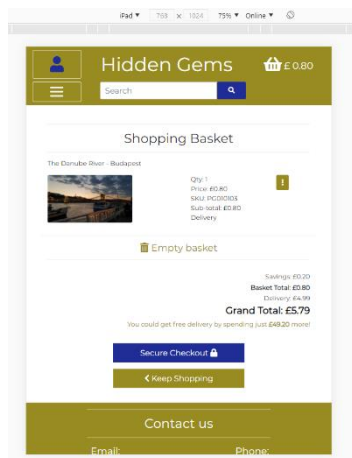 iPad ▼ 768 × 1024 75% ▼ Online ▼
Hidden Gems
£ 0.80
Search
Shopping Basket
The Danube River - Budapest
Qty: 1
Price: £0.80
SKU: PG010103
Sub-total: £0.80
Delivery
Empty basket
Savings: £0.20
Basket Total: £0.80
Delivery: £4.99
Grand Total: £5.79
You could get free delivery by spending just £49.20 more!
Secure Checkout
Keep Shopping
Contact us
Email: Phone: